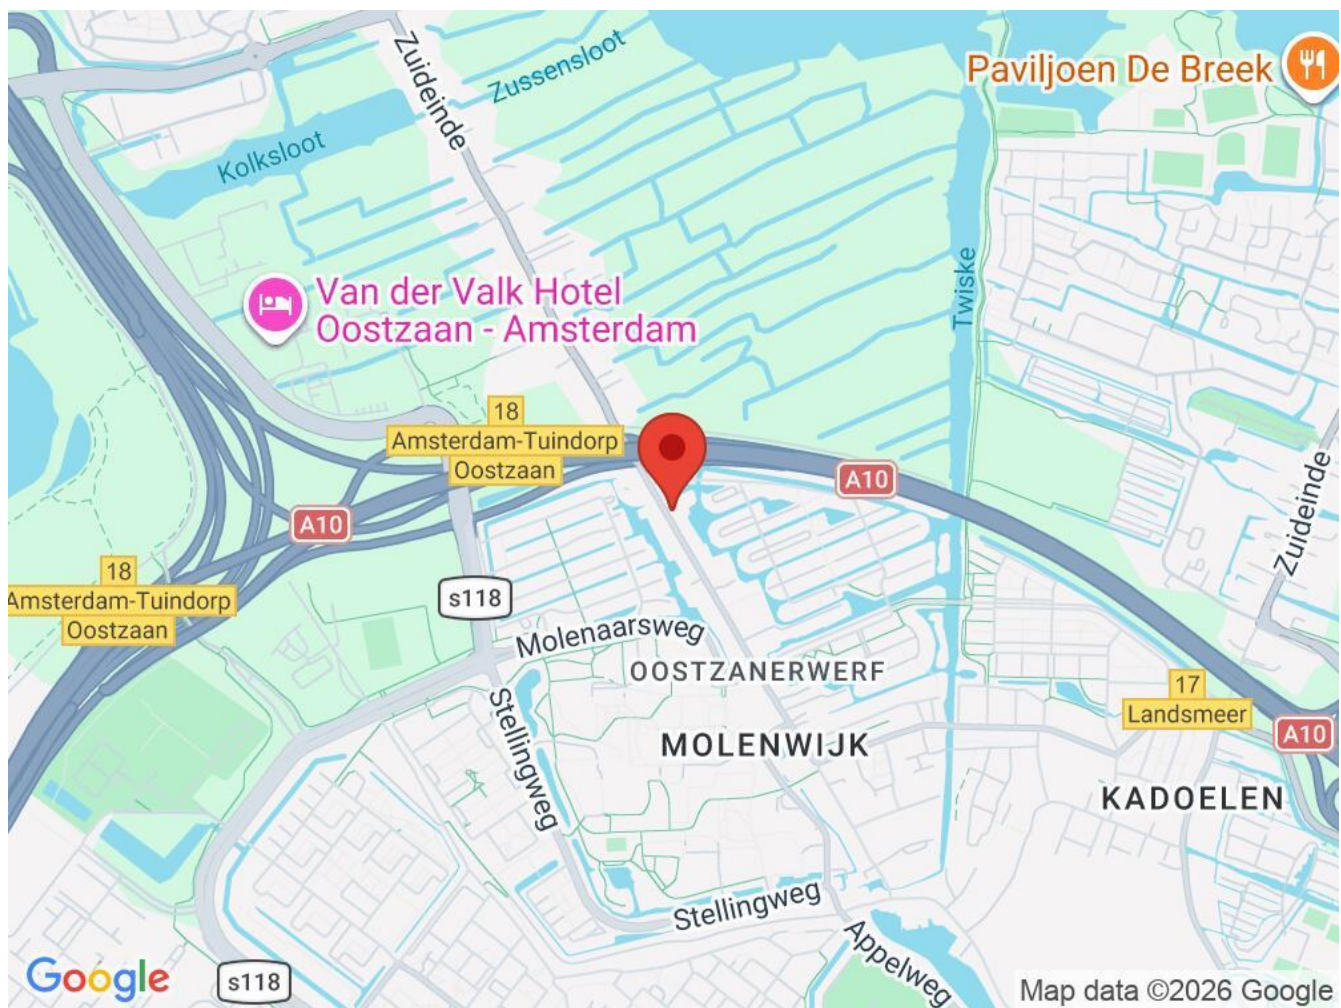 Zuideinde
Zussensloot
Paviljoen De Breek
Kolksloot
Van der Valk Hotel
Oostzaan - Amsterdam
Twiske
18
Amsterdam-Tuindorp
Oostzaan
A10
A10
Zuideinde
18
Amsterdam-Tuindorp
Oostzaan
s118
Molenaarsweg
OOSTZANERWERF
17
Landsmeer
Stellingweg
MOLENWIJK
A10
KADOELEN
Stellingweg
Appelweg
Google
s118
Map data ©2026 Google